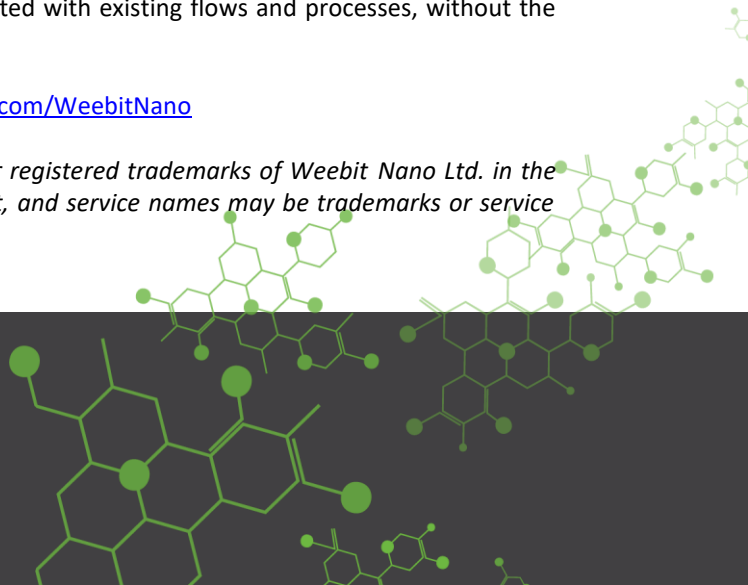 ted with existing flows and processes, without the
com/WeebitNano
r registered trademarks of Weebit Nano Ltd. in the
t, and service names may be trademarks or service